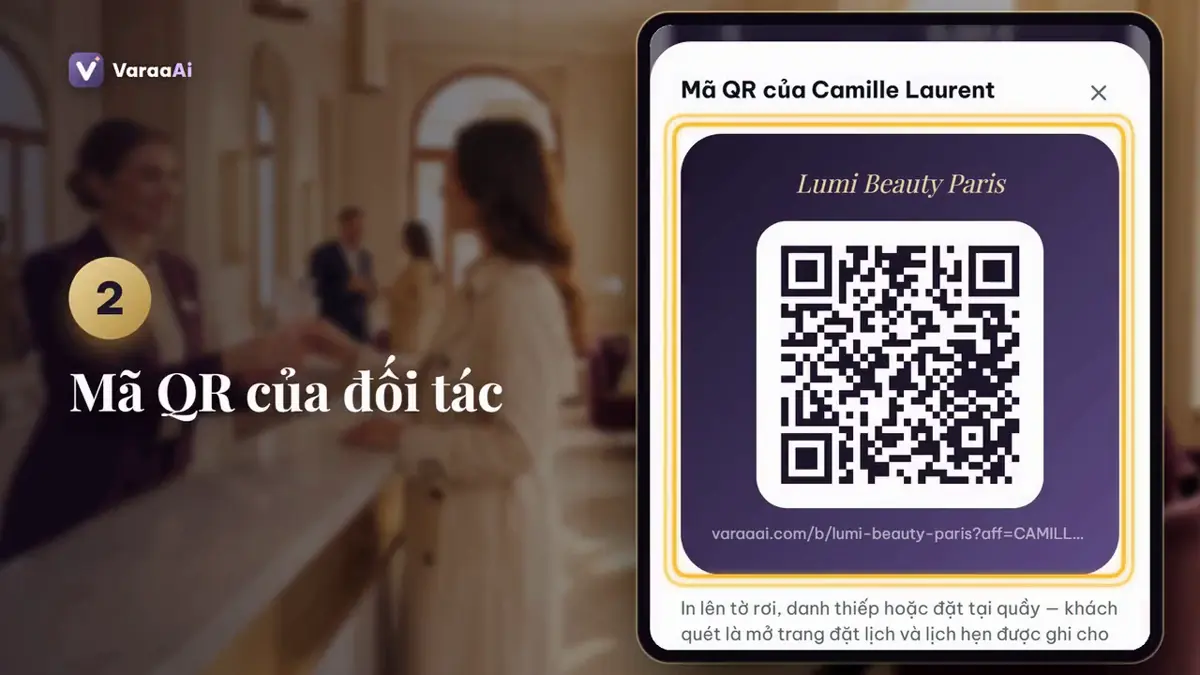 VaraaAi
2
Mã QR của đối tác
Mã QR của Camille Laurent
Lumi Beauty Paris
varaaai.com/b/lumi-beauty-paris?aff=CAMILL...
In lên tờ rơi, danh thiếp hoặc đặt tại quầy — khách
quét là mở trang đặt lịch và lịch hẹn được ghi cho